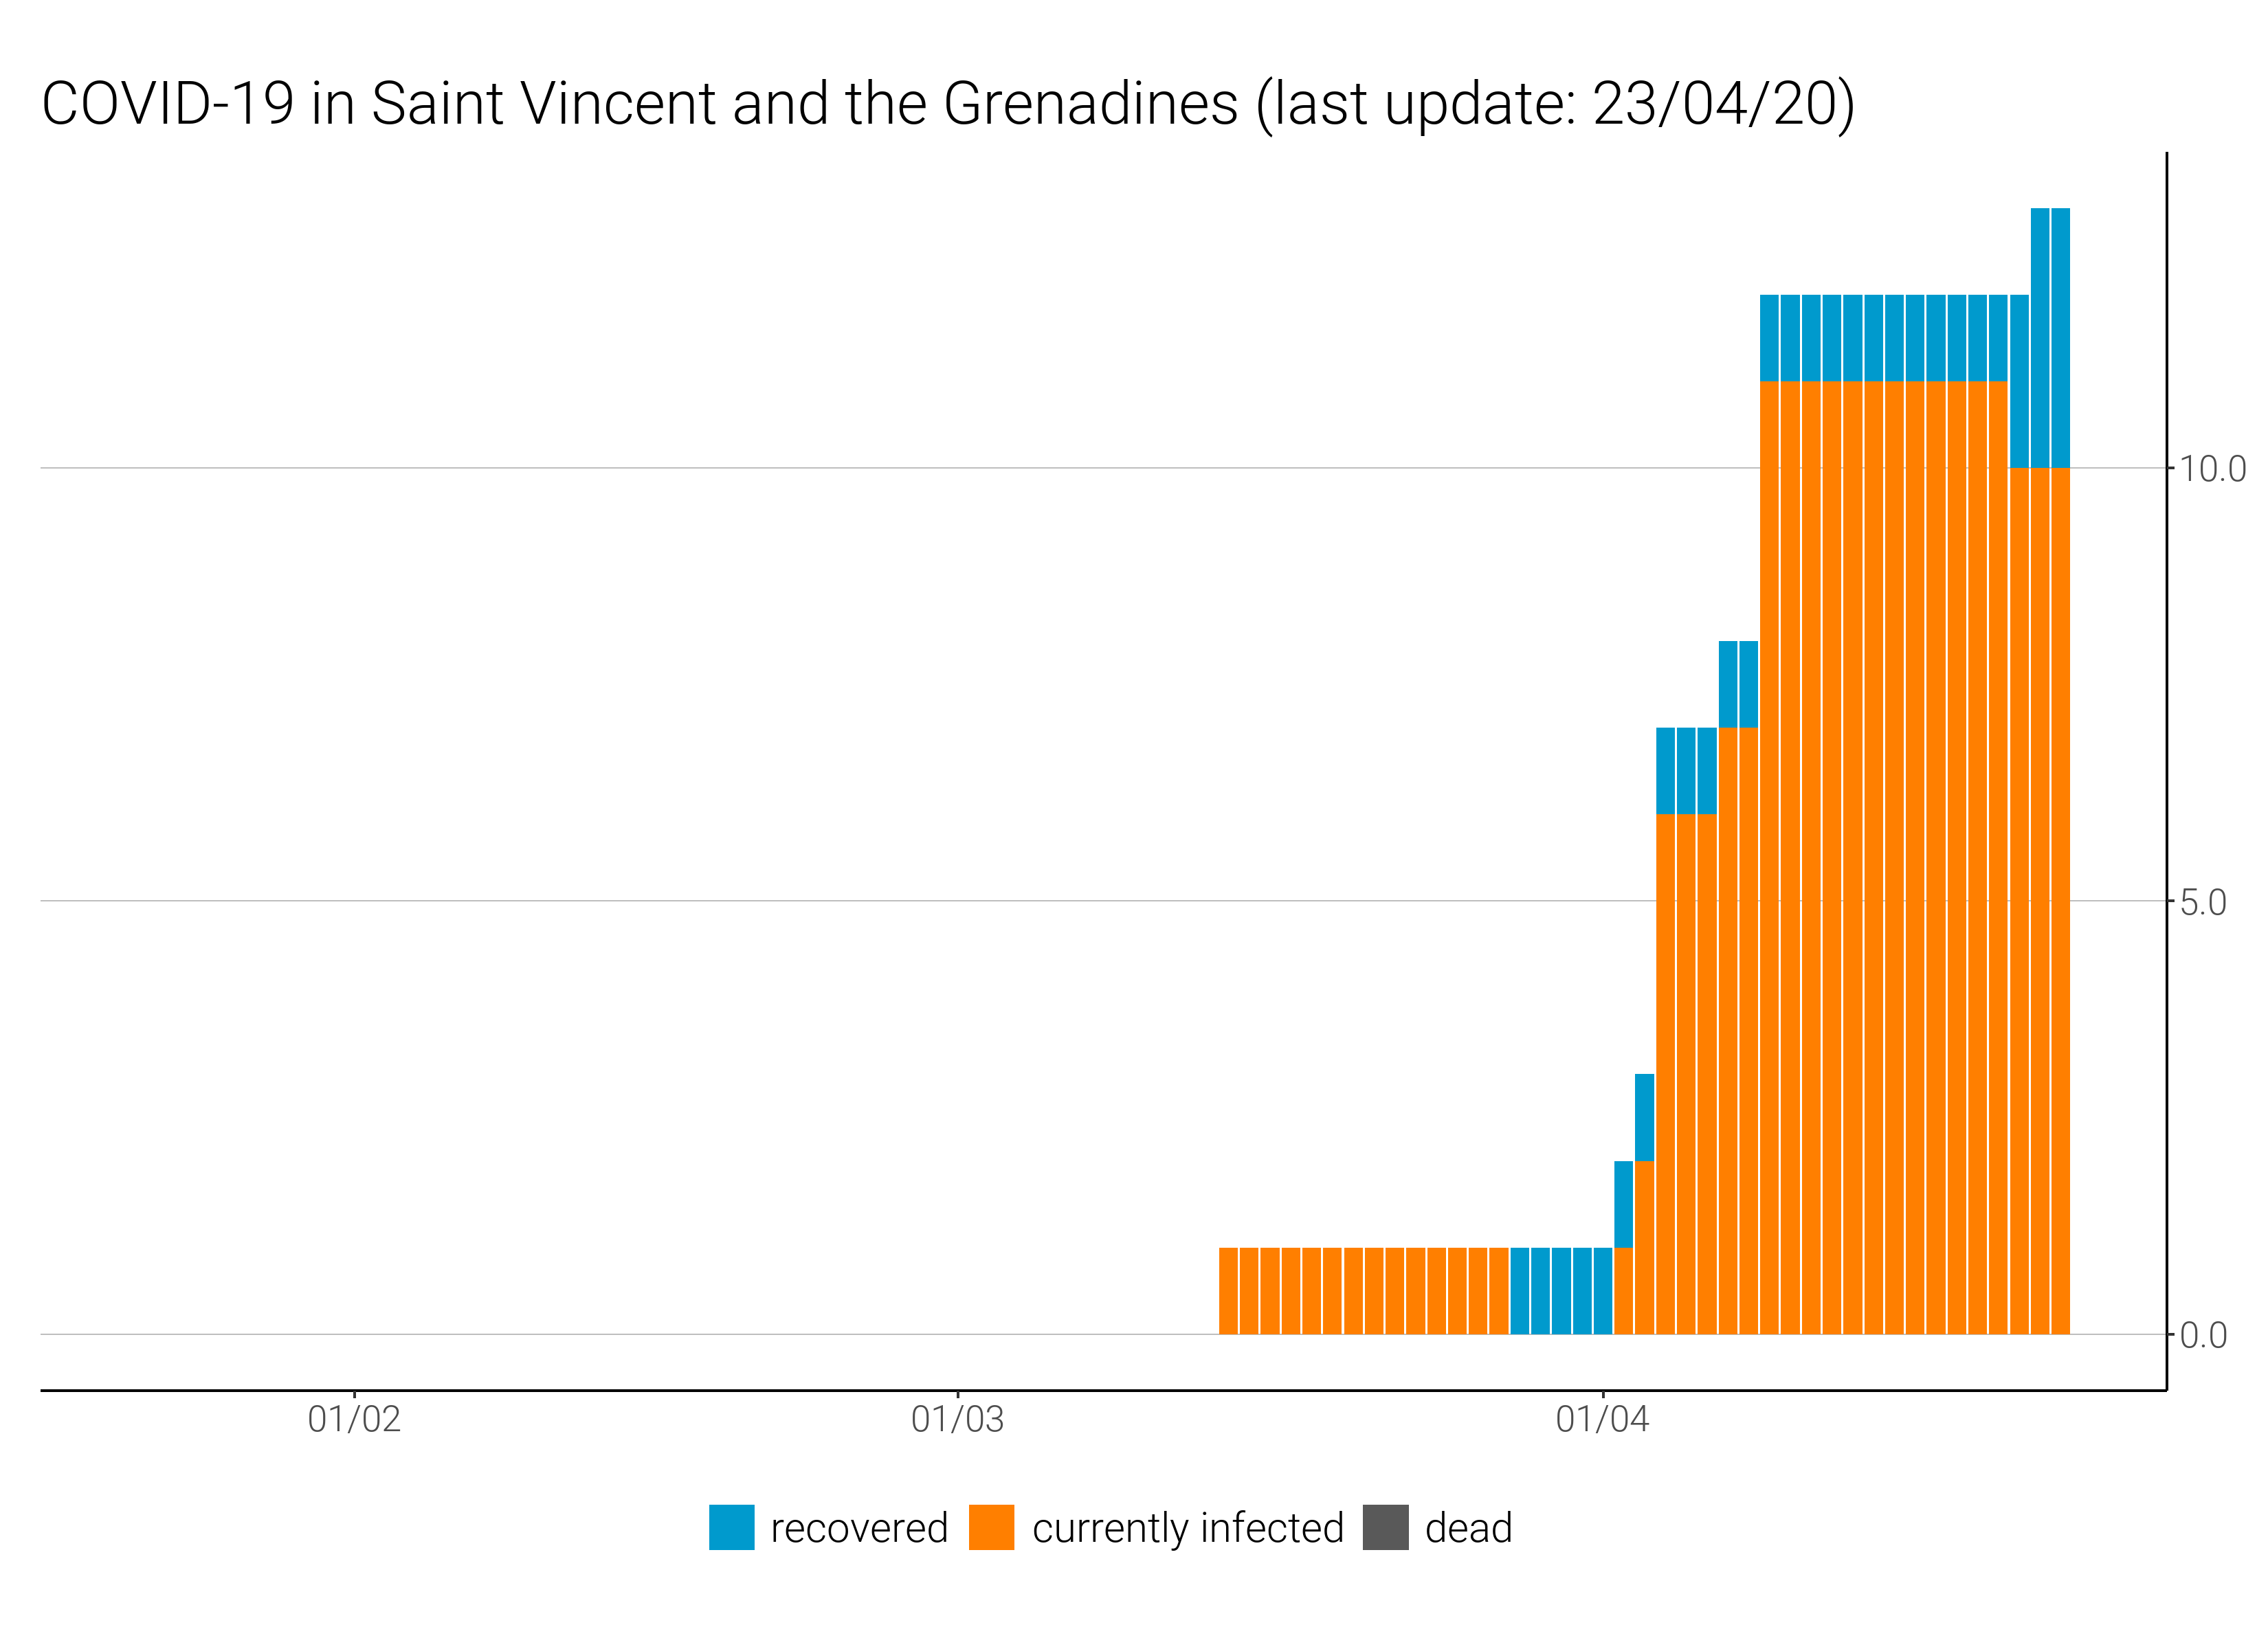 COVID-19 in Saint Vincent and the Grenadines (last update: 23/04/20)
10.0
5.0
0.0
01/02 01/03 01/04
recovered currently infected dead